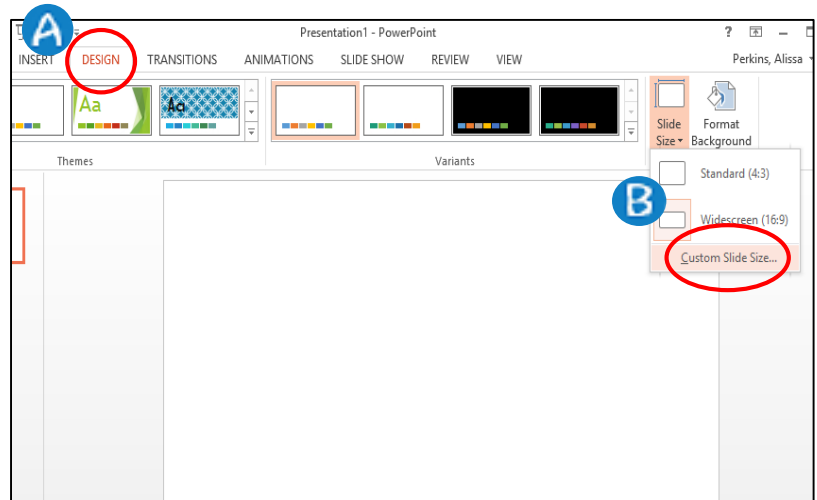 A
Presentation1 - PowerPoint
?
INSERT DESIGN TRANSITIONS ANIMATIONS SLIDE SHOW REVIEW VIEW Perkins, Alissa
Aa Aa
Slide Size Format Background
Themes Variants
Standard (4:3)
B
Widescreen (16:9)
Custom Slide Size...